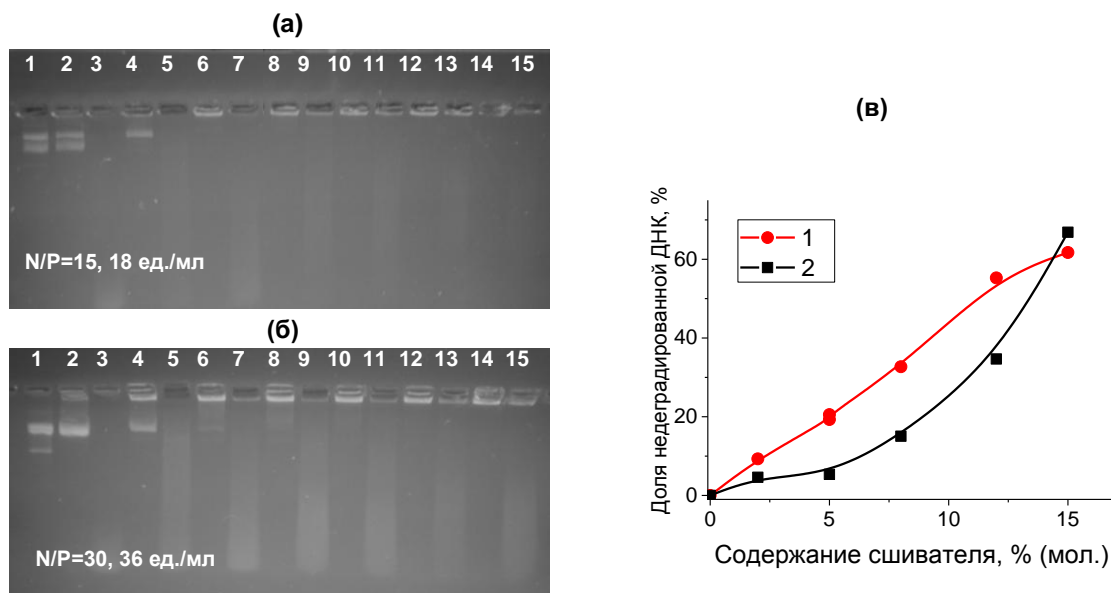 (а)
1 2 3 4 5 6 7 8 9 10 11 12 13 14 15
N/P=15, 18 ед./мл
(б)
1 2 3 4 5 6 7 8 9 10 11 12 13 14 15
N/P=30, 36 ед./мл
(в)
Доля недеградированной ДНК, %
1
2
60
40
20
0
0 5 10 15
Содержание сшивателя, % (мол.)